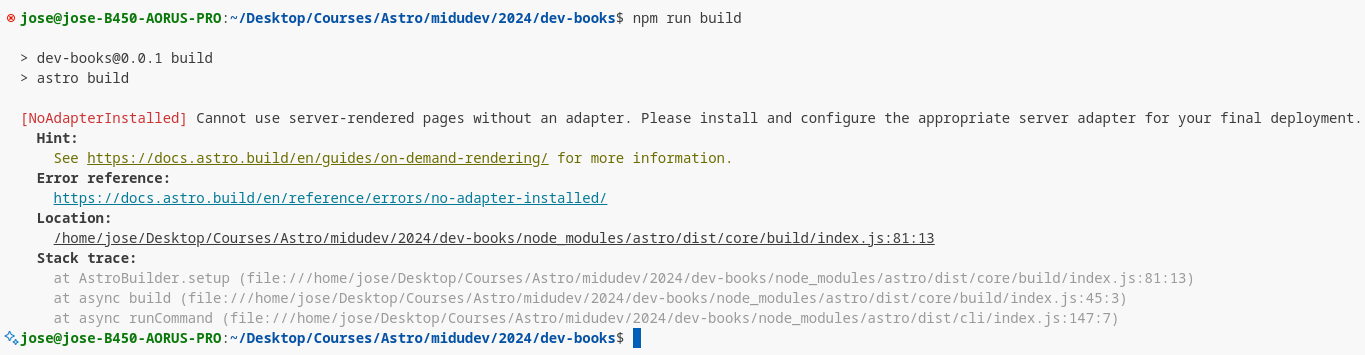 jose@jose-B450-AORUS-PRO:~/Desktop/Courses/Astro/midudev/2024/dev-books$ npm run build
> dev-books@0.0.1 build
> astro build
[NoAdapterInstalled] Cannot use server-rendered pages without an adapter. Please install and configure the appropriate server adapter for your final deployment.
Hint:
See https://docs.astro.build/en/guides/on-demand-rendering/ for more information.
Error reference:
https://docs.astro.build/en/reference/errors/no-adapter-installed/
Location:
/home/jose/Desktop/Courses/Astro/midudev/2024/dev-books/node_modules/astro/dist/core/build/index.js:81:13
Stack trace:
at AstroBuilder.setup (file:///home/jose/Desktop/Courses/Astro/midudev/2024/dev-books/node_modules/astro/dist/core/build/index.js:81:13)
at async build (file:///home/jose/Desktop/Courses/Astro/midudev/2024/dev-books/node_modules/astro/dist/core/build/index.js:45:3)
at async runCommand (file:///home/jose/Desktop/Courses/Astro/midudev/2024/dev-books/node_modules/astro/dist/cli/index.js:147:7)
jose@jose-B450-AORUS-PRO:~/Desktop/Courses/Astro/midudev/2024/dev-books$